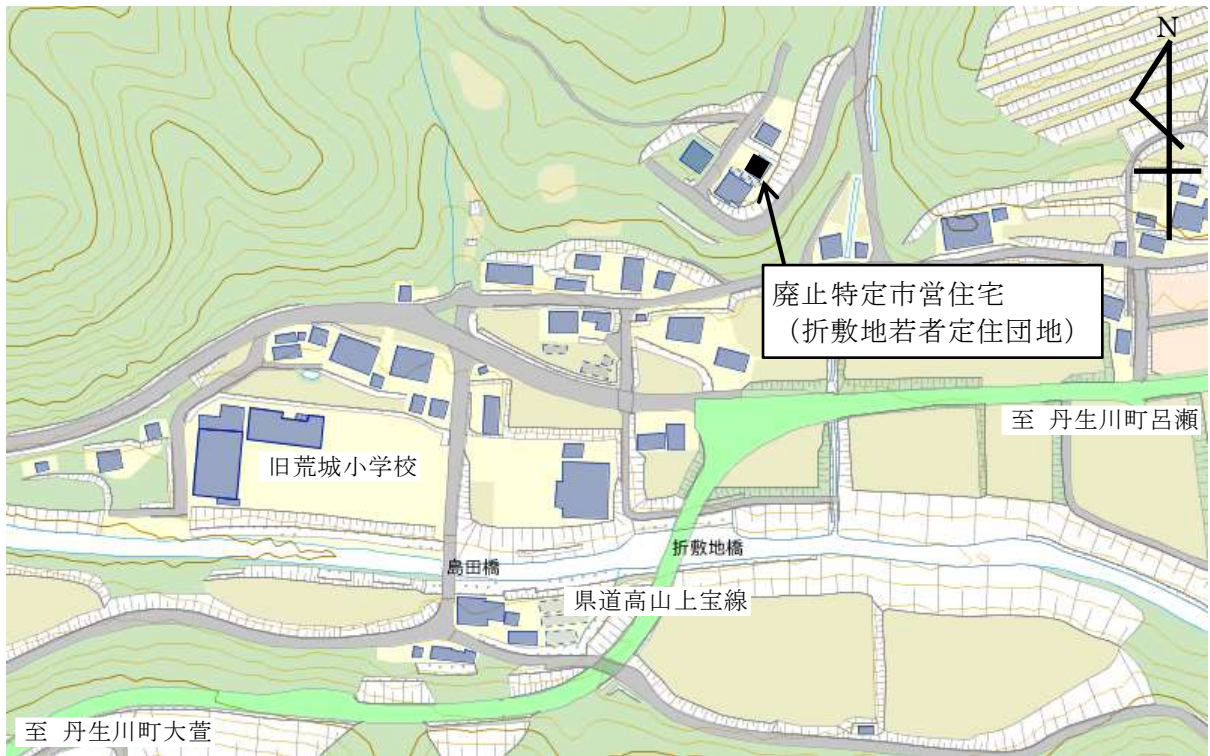 N
廃止特定市営住宅
（折敷地若者定住団地）
至 丹生川町呂瀬
旧荒城小学校
折敷地橋
島田橋
県道高山上宝線
至 丹生川町大萱